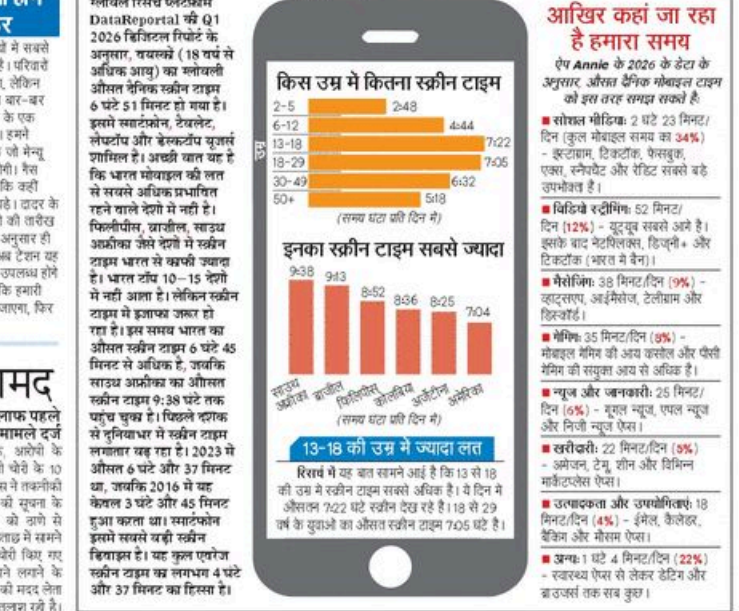 ग्लोबल रिसर्च प्लेटफॉर्म
DataReportal की Q1
2026 डिजिटल रिपोर्ट के
अनुसार, वयस्कों (18 वर्ष से
अधिक आयु) का ग्लोबली
औसत दैनिक स्क्रीन टाइम
6 घंटे 51 मिनट हो गया है।
इसमें स्मार्टफोन, टेबलेट,
लैपटॉप और डेस्कटॉप यूजर्स
शामिल है। अच्छी बात यह है
कि भारत मोबाइल की लत
से सबसे अधिक प्रभावित
रहने वाले देशों में नहीं है।
फिलीपींस, ब्राजील, साउथ
अफ्रीका जैसे देशों में स्क्रीन
टाइम भारत से काफी ज्यादा
है। भारत टॉप 10-15 देशों
में नहीं आता है। लेकिन स्क्रीन
टाइम में इजाफा जरूर हो
रहा है। इस समय भारत का
औसत स्क्रीन टाइम 6 घंटे 45
मिनट से अधिक है, जबकि
साउथ अफ्रीका का औसत
स्क्रीन टाइम 9:38 घंटे तक
पहुंच चुका है। पिछले दशक
से दुनियाभर में स्क्रीन टाइम
लगातार बढ़ रहा है। 2023 में
औसत 6 घंटे और 37 मिनट
था, जबकि 2016 में यह
केवल 3 घंटे और 45 मिनट
हुआ करता था। स्मार्टफोन
इसमें सबसे बड़ी स्क्रीन
डिवाइस है। यह कुल एवरेज
स्क्रीन टाइम का लगभग 4 घंटे
और 37 मिनट का हिस्सा है।
किस उम्र में कितना स्क्रीन टाइम
उम्र
2-5 2:48
6-12 4:44
13-18 7:22
18-29 7:05
30-49 6:32
50+ 5:18
(समय घंटा प्रति दिन में)
इनका स्क्रीन टाइम सबसे ज्यादा
9:38 9:13 8:52 8:36 8:25 7:04
साउथ अफ्रीका ब्राजील फिलिपींस कोलंबिया अर्जेंटीना अमेरिका
(समय घंटा प्रति दिन में)
13-18 की उम्र में ज्यादा लत
रिसर्च में यह बात सामने आई है कि 13 से 18
की उम्र में स्क्रीन टाइम सबसे अधिक है। ये दिन में
औसतन 7:22 घंटे स्क्रीन देख रहे है। 18 से 29
वर्ष के युवाओं का औसत स्क्रीन टाइम 7:05 घंटे है।
आखिर कहां जा रहा
है हमारा समय
ऐप Annie के 2026 के डेटा के
अनुसार, औसत दैनिक मोबाइल टाइम
को इस तरह समझ सकते है:
■ सोशल मीडिया: 2 घंटे 23 मिनट/
दिन (कुल मोबाइल समय का 34%)
- इंस्टाग्राम, टिकटॉक, फेसबुक,
एक्स, स्नैपचैट और रेडिट सबसे बड़े
उपभोक्ता है।
■ विडियो स्ट्रीमिंग: 52 मिनट/
दिन (12%) - यूट्यूब सबसे आगे है।
इसके बाद नेटफ्लिक्स, डिज्नी+ और
टिकटॉक (भारत में बैन)।
■ मैसेजिंग: 38 मिनट/दिन (9%) -
व्हाट्सएप, आईमैसेज, टेलीग्राम और
डिस्कॉर्ड।
■ गेमिंग: 35 मिनट/दिन (8%) -
मोबाइल गेमिंग की आय कंसोल और पीसी
गेमिंग की संयुक्त आय से अधिक है।
■ न्यूज और जानकारी: 25 मिनट/
दिन (6%) - गूगल न्यूज, एपल न्यूज
और निजी न्यूज ऐप्स।
■ खरीदारी: 22 मिनट/दिन (5%)
- अमेजन, टेमू, शीन और विभिन्न
मार्केटप्लेस ऐप्स।
■ उत्पादकता और उपयोगिताएं: 18
मिनट/दिन (4%) - ईमेल, कैलेंडर,
बैंकिंग और मौसम ऐप्स।
■ अन्य: 1 घंटे 4 मिनट/दिन (22%)
- स्वास्थ्य ऐप्स से लेकर डेटिंग और
ब्राउजर्स तक सब कुछ।